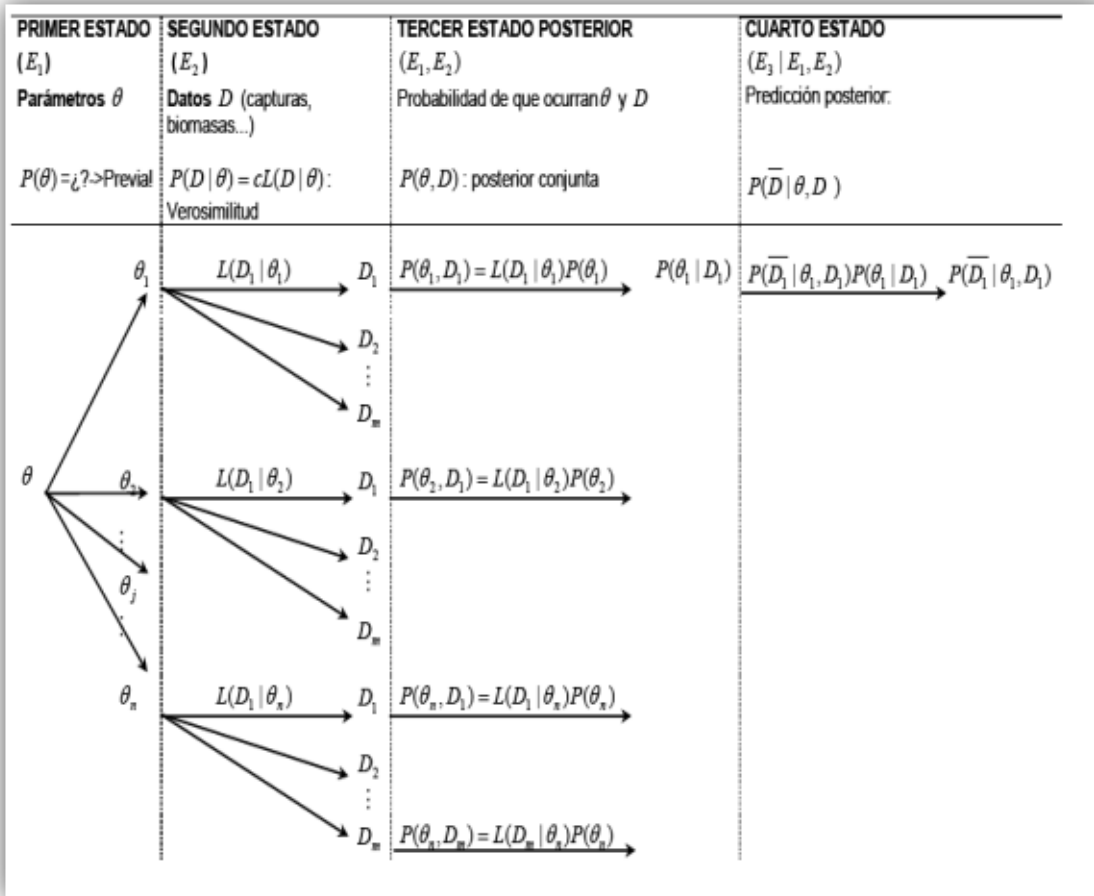 PRIMER ESTADO
(E₁)
Parámetros θ
P(θ)=¿?->Previa!
SEGUNDO ESTADO
(E₂)
Datos D (capturas,
biomasas...)
P(D|θ) = cL(D|θ):
Verosimilitud
TERCER ESTADO POSTERIOR
(E₁,E₂)
Probabilidad de que ocurran θ y D
P(θ,D): posterior conjunta
CUARTO ESTADO
(E₃|E₁,E₂)
Predicción posterior:
P(D̅|θ,D )
θ₁ L(D₁|θ₁) D₁ P(θ₁,D₁) = L(D₁|θ₁)P(θ₁) P(θ₁|D₁) P(D̅₁|θ₁,D₁)P(θ₁|D₁) P(D̅₁|θ₁,D₁)
D₂
⋮
Dₘ
θ θ₂ L(D₁|θ₂) D₁ P(θ₂,D₁) = L(D₁|θ₂)P(θ₂)
⋮ D₂
θⱼ ⋮
⋮ Dₘ
θₙ L(D₁|θₙ) D₁ P(θₙ,D₁) = L(D₁|θₙ)P(θₙ)
D₂
⋮
Dₘ P(θₙ,Dₘ) = L(Dₘ|θₙ)P(θₙ)